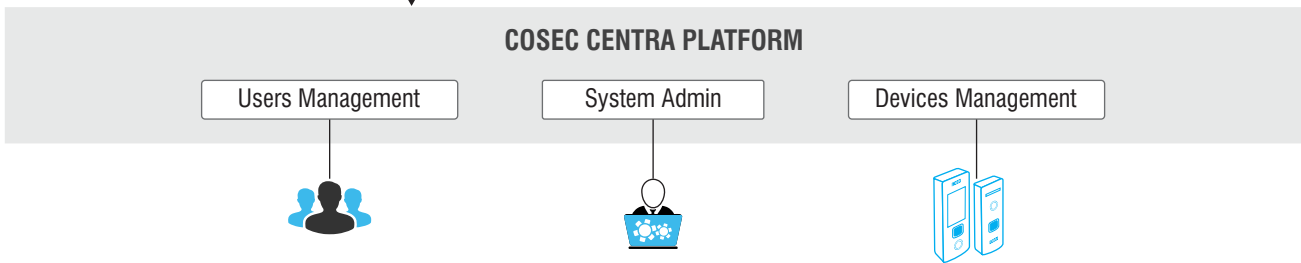 COSEC CENTRA PLATFORM
Users Management
System Admin
Devices Management